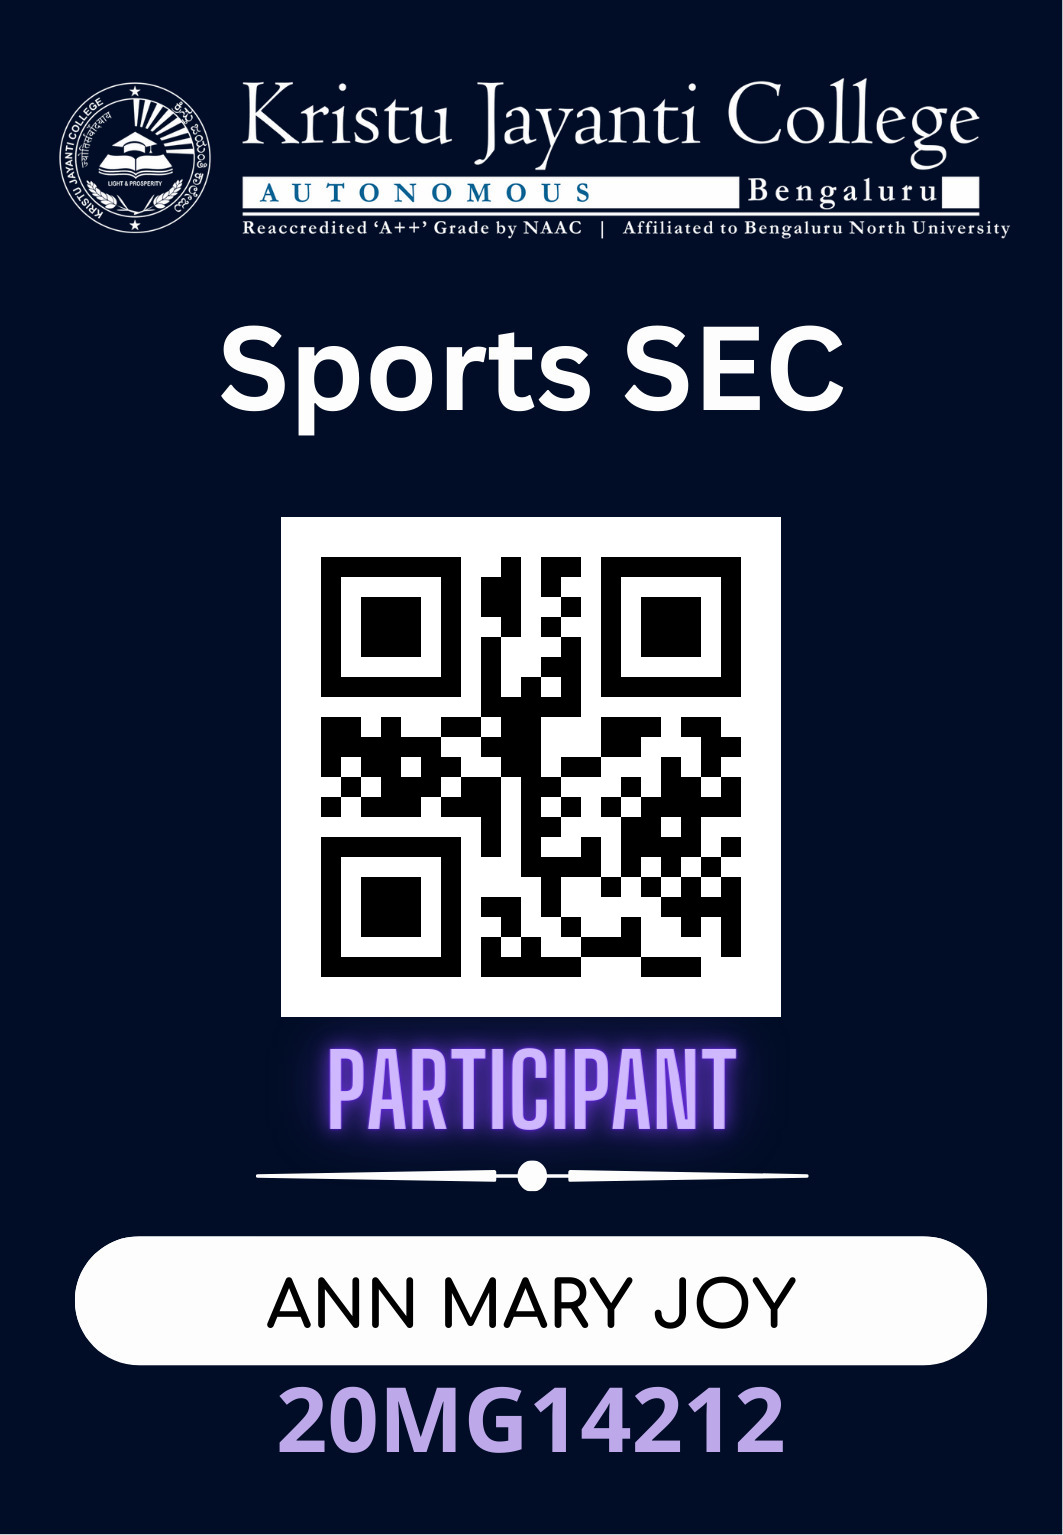 Kristu Jayanti College
AUTONOMOUS Bengaluru
Reaccredited ‘A++’ Grade by NAAC | Affiliated to Bengaluru North University
KRISTU JAYANTI COLLEGE
ज्योतिसंवादयाय
LIGHT & PROSPERITY
Sports SEC
PARTICIPANT
ANN MARY JOY
20MG14212